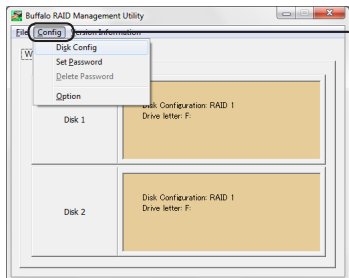 Buffalo RAID Management Utility
File Config Version Information
Disk Config
Set Password
Delete Password
Option
Disk 1
Disk Configuration: RAID 1
Drive letter: F:
Disk 2
Disk Configuration: RAID 1
Drive letter: F: